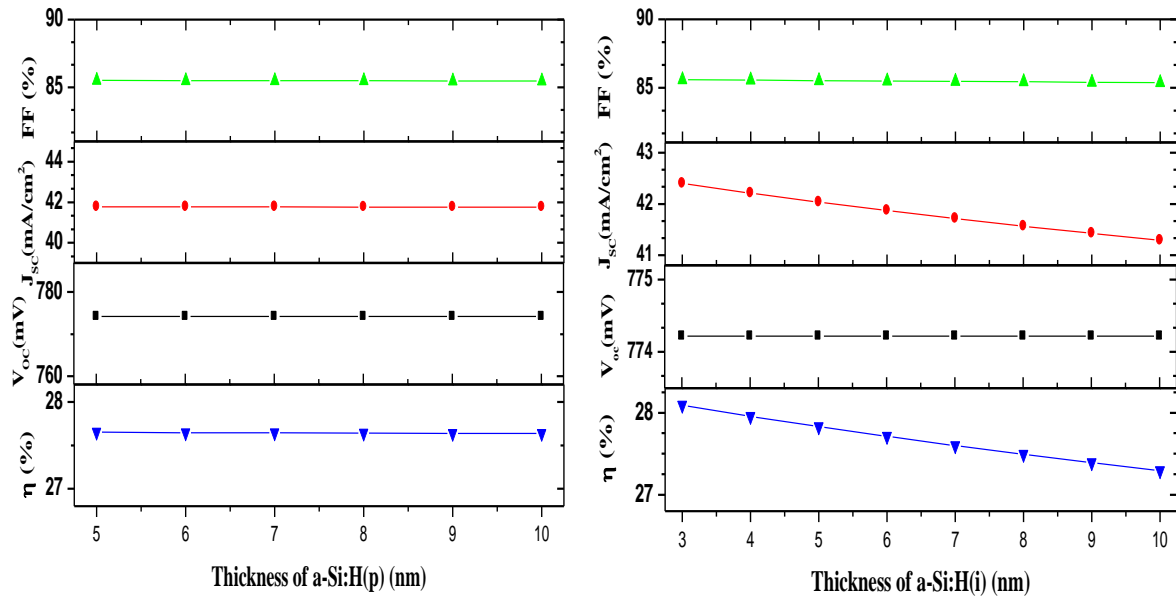 FF (%)
90
85
J_SC(mA/cm²)
44
42
40
V_OC(mV)
780
760
η (%)
28
27
5 6 7 8 9 10
Thickness of a-Si:H(p) (nm)
FF (%)
90
85
J_SC(mA/cm²)
43
42
41
V_oc(mV)
775
774
η (%)
28
27
3 4 5 6 7 8 9 10
Thickness of a-Si:H(i) (nm)